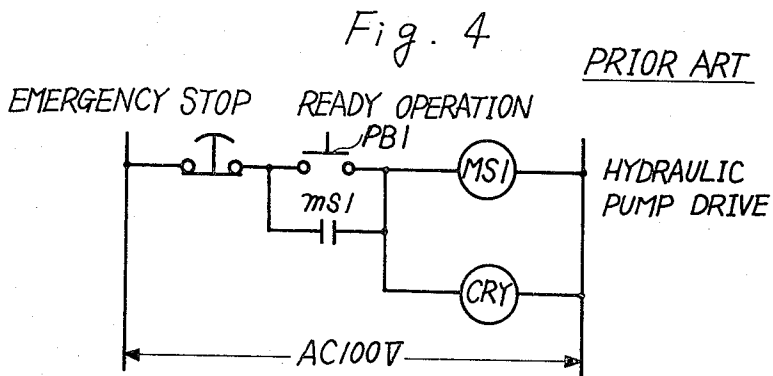 Fig. 4
PRIOR ART
EMERGENCY STOP
READY OPERATION
PB1
MS1
HYDRAULIC
PUMP DRIVE
mS1
CRY
AC100V